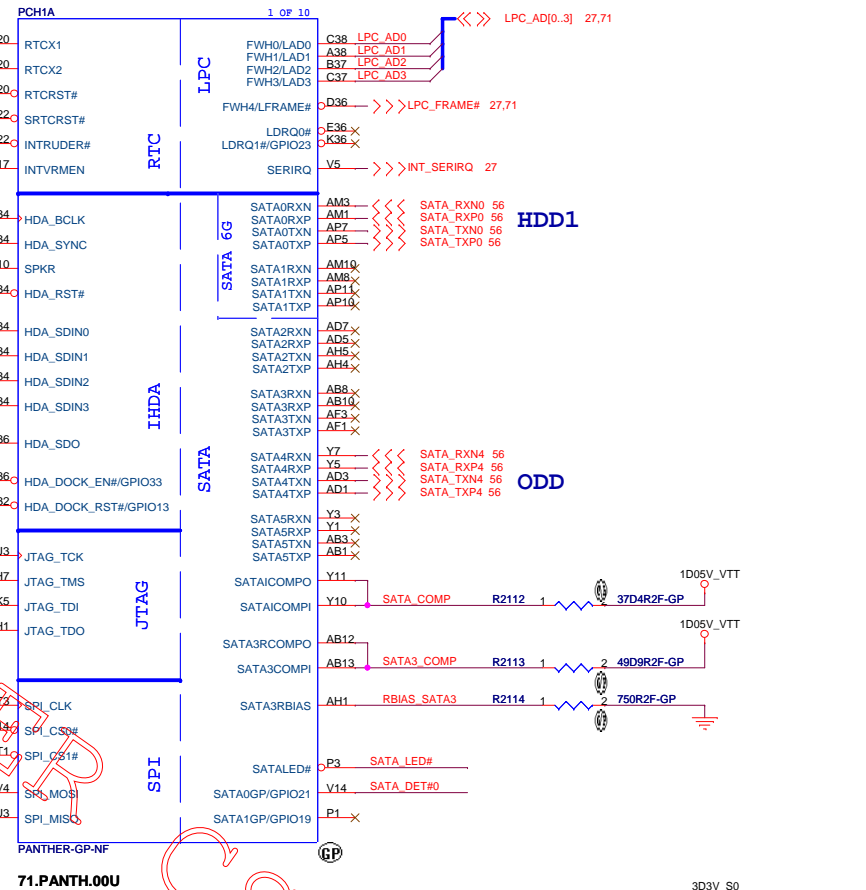 PCH1A 1 OF 10
LPC_AD[0..3] 27,71
RTCX1 FWH0/LAD0 C38 LPC_AD0
FWH1/LAD1 A38 LPC_AD1
RTCX2 FWH2/LAD2 B37 LPC_AD2
FWH3/LAD3 C37 LPC_AD3
LPC
RTCRST#
FWH4/LFRAME# D36 LPC_FRAME# 27,71
SRTCRST#
LDRQ0# E36
INTRUDER# LDRQ1#/GPIO23 K36
RTC
INTVRMEN SERIRQ V5 INT_SERIRQ 27
SATA0RXN AM3 SATA_RXN0 56
HDA_BCLK SATA0RXP AM1 SATA_RXP0 56
HDD1
SATA0TXN AP7 SATA_TXN0 56
HDA_SYNC SATA0TXP AP5 SATA_TXP0 56
SATA 6G
SPKR SATA1RXN AM10
SATA1RXP AM8
HDA_RST# SATA1TXN AP11
SATA1TXP AP10
HDA_SDIN0 SATA2RXN AD7
SATA2RXP AD5
HDA_SDIN1 SATA2TXN AH5
SATA2TXP AH4
HDA_SDIN2
SATA3RXN AB8
HDA_SDIN3 SATA3RXP AB10
IHDA
SATA3TXN AF3
SATA3TXP AF1
HDA_SDO
SATA4RXN Y7 SATA_RXN4 56
SATA
SATA4RXP Y5 SATA_RXP4 56
HDA_DOCK_EN#/GPIO33 SATA4TXN AD3 SATA_TXN4 56
ODD
SATA4TXP AD1 SATA_TXP4 56
HDA_DOCK_RST#/GPIO13
SATA5RXN Y3
SATA5RXP Y1
SATA5TXN AB3
JTAG_TCK SATA5TXP AB1
JTAG_TMS SATAICOMPO Y11 1D05V_VTT
JTAG_TDI SATAICOMPI Y10 SATA_COMP R2112 1 2 37D4R2F-GP
JTAG
JTAG_TDO 1D05V_VTT
SATA3RCOMPO AB12
SATA3COMPI AB13 SATA3_COMP R2113 1 2 49D9R2F-GP
SPI_CLK SATA3RBIAS AH1 RBIAS_SATA3 R2114 1 2 750R2F-GP
SPI_CS0#
SPI_CS1#
SATALED# P3 SATA_LED#
SPI
SPI_MOSI SATA0GP/GPIO21 V14 SATA_DET#0
SPI_MISO SATA1GP/GPIO19 P1
PANTHER-GP-NF
GP
71.PANTH.00U
3D3V_S0